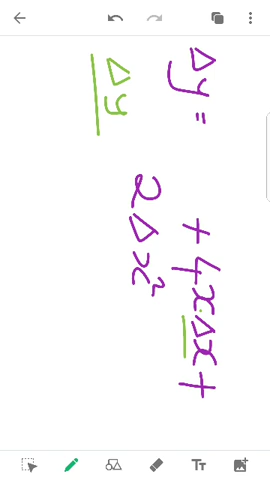 Δy = + 4xΔx +
2Δx²
Δy